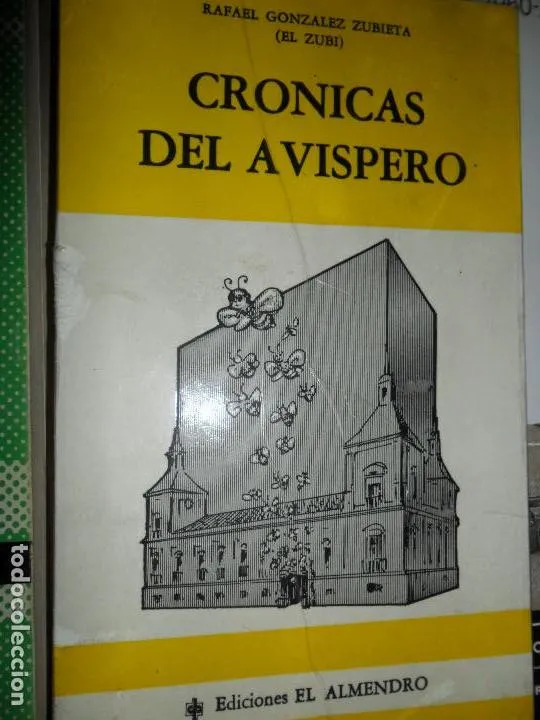 RAFAEL GONZALEZ ZUBIETA
(EL ZUBI)
CRONICAS
DEL AVISPERO
Ediciones EL ALMENDRO
todocoleccion